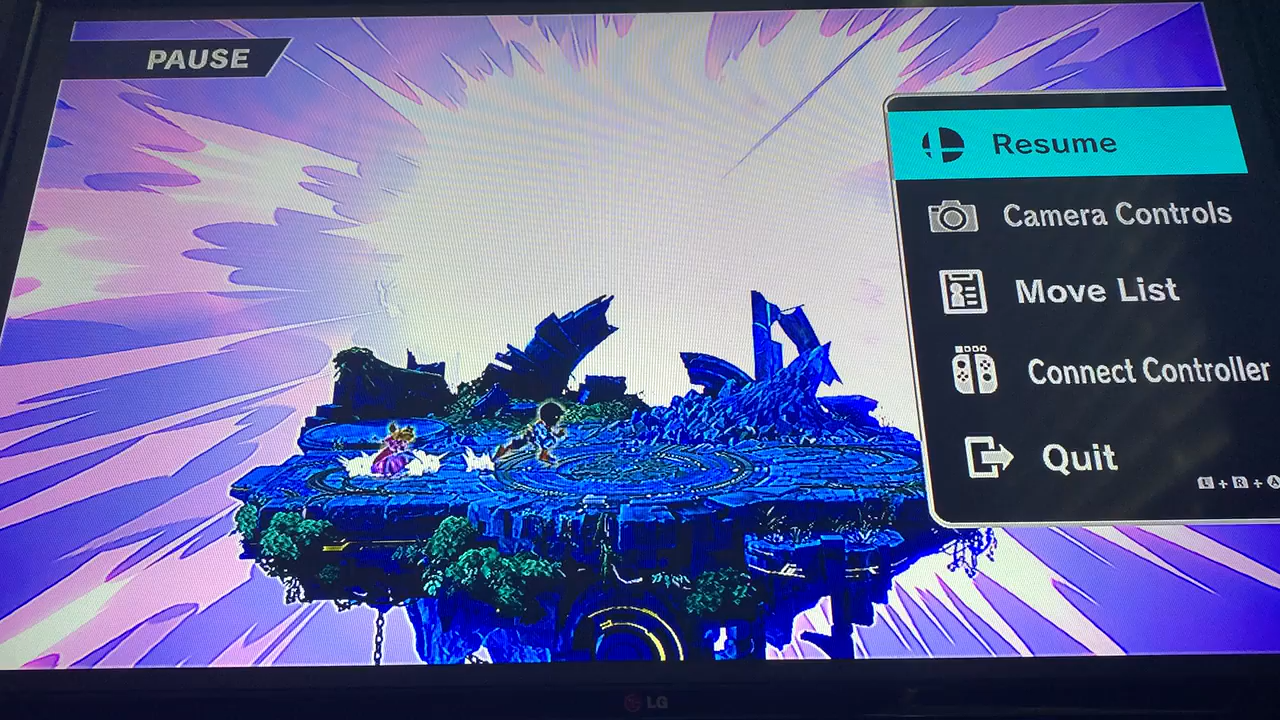 PAUSE
Resume
Camera Controls
Move List
Connect Controller
Quit
L + R + A
LG